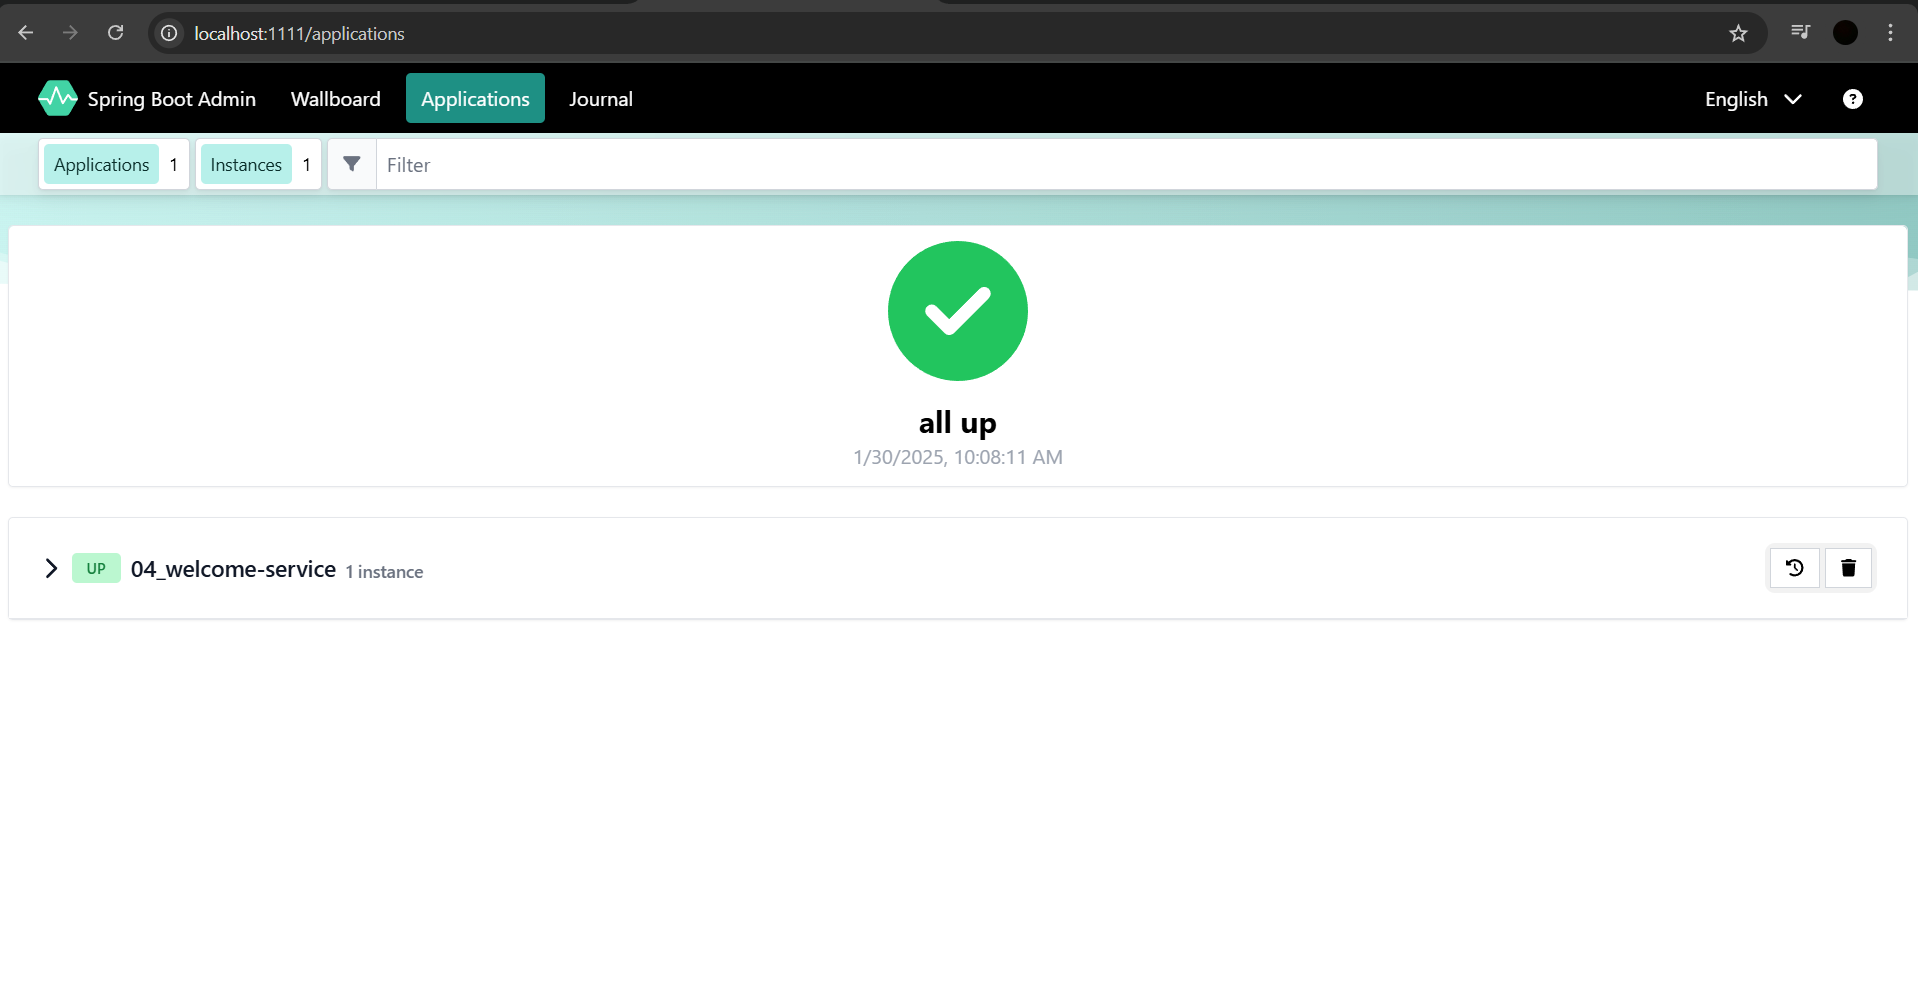 localhost:1111/applications
Spring Boot Admin Wallboard Applications Journal English ?
Applications 1 Instances 1 Filter
all up
1/30/2025, 10:08:11 AM
UP 04_welcome-service 1 instance